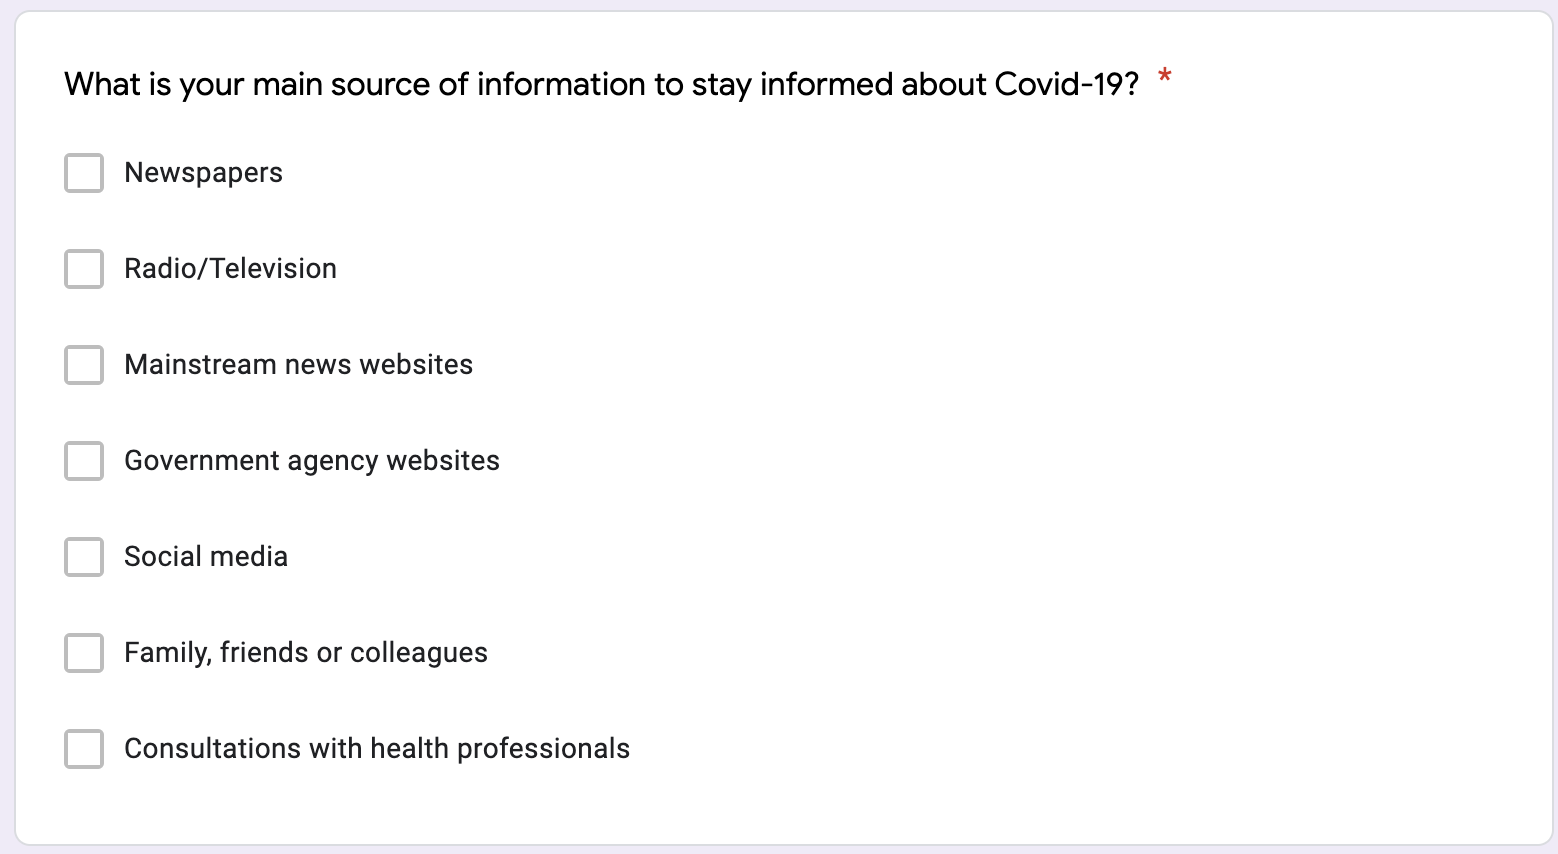 What is your main source of information to stay informed about Covid-19? *
Newspapers
Radio/Television
Mainstream news websites
Government agency websites
Social media
Family, friends or colleagues
Consultations with health professionals